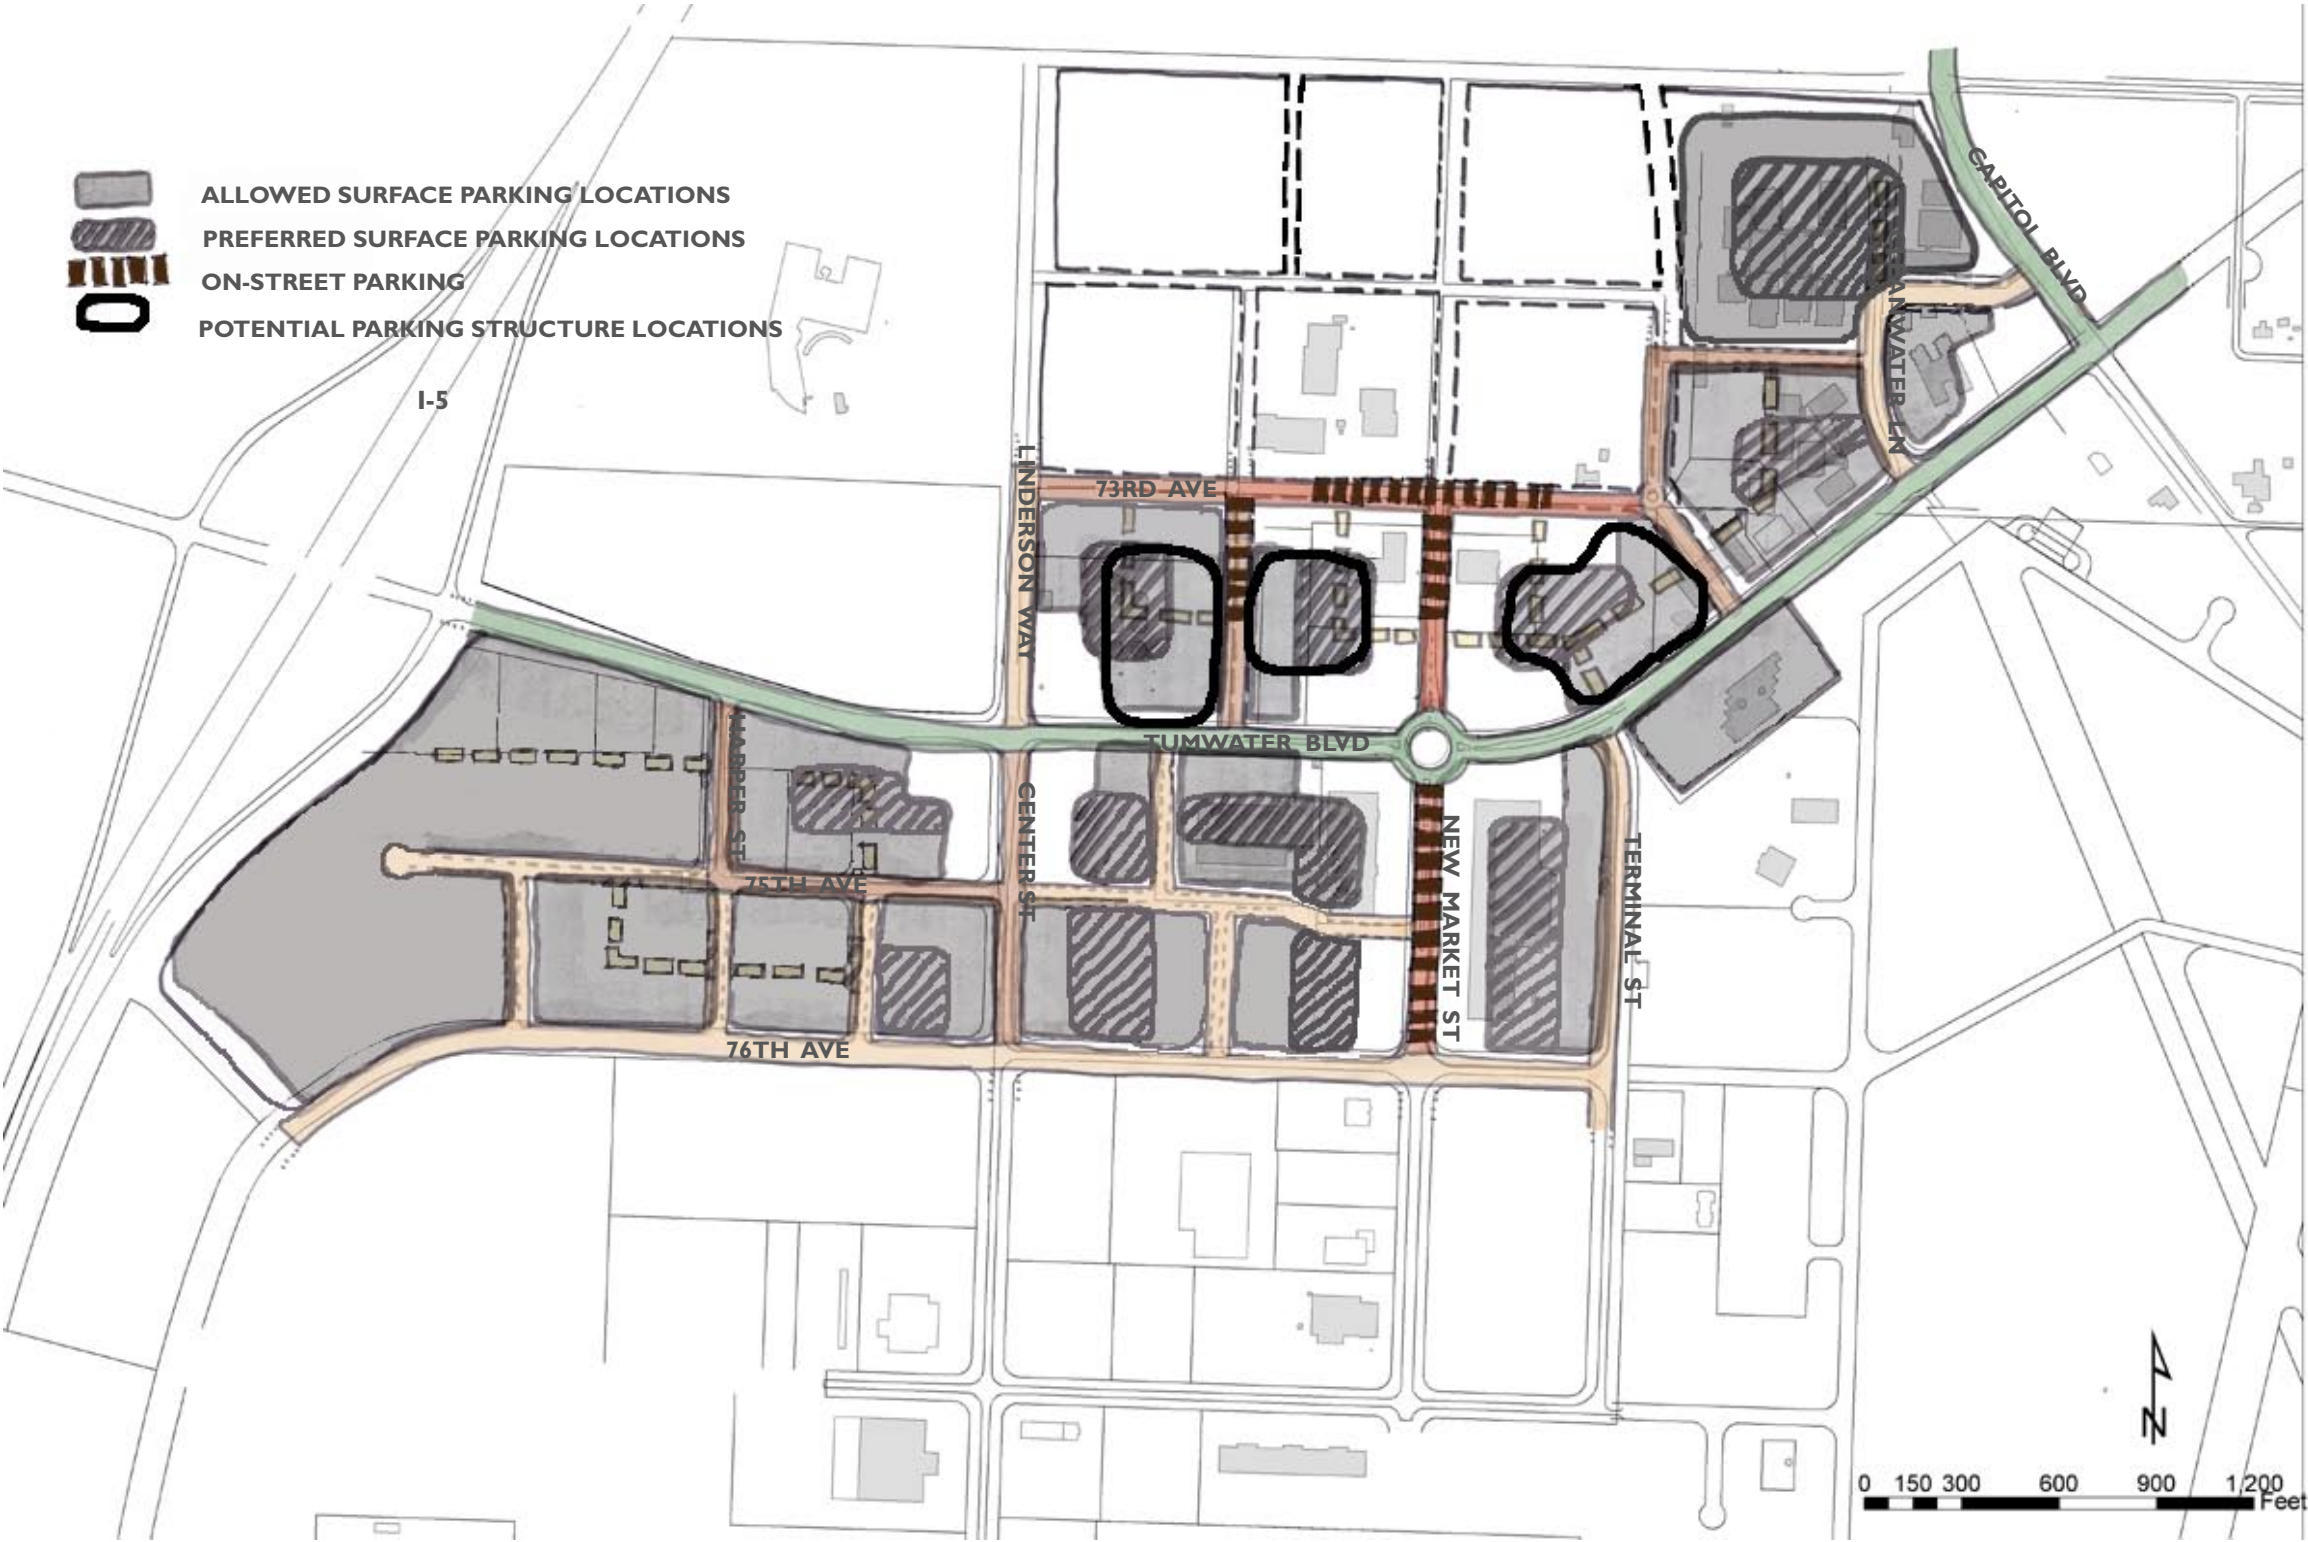 ALLOWED SURFACE PARKING LOCATIONS
PREFERRED SURFACE PARKING LOCATIONS
ON-STREET PARKING
POTENTIAL PARKING STRUCTURE LOCATIONS
I-5
CAPITOL BLVD
LN
73RD AVE
LINDERSON WAY
TUMWATER BLVD
HARPER ST
CENTER ST
NEW MARKET ST
TERMINAL ST
75TH AVE
76TH AVE
N
0 150 300 600 900 1,200
Feet